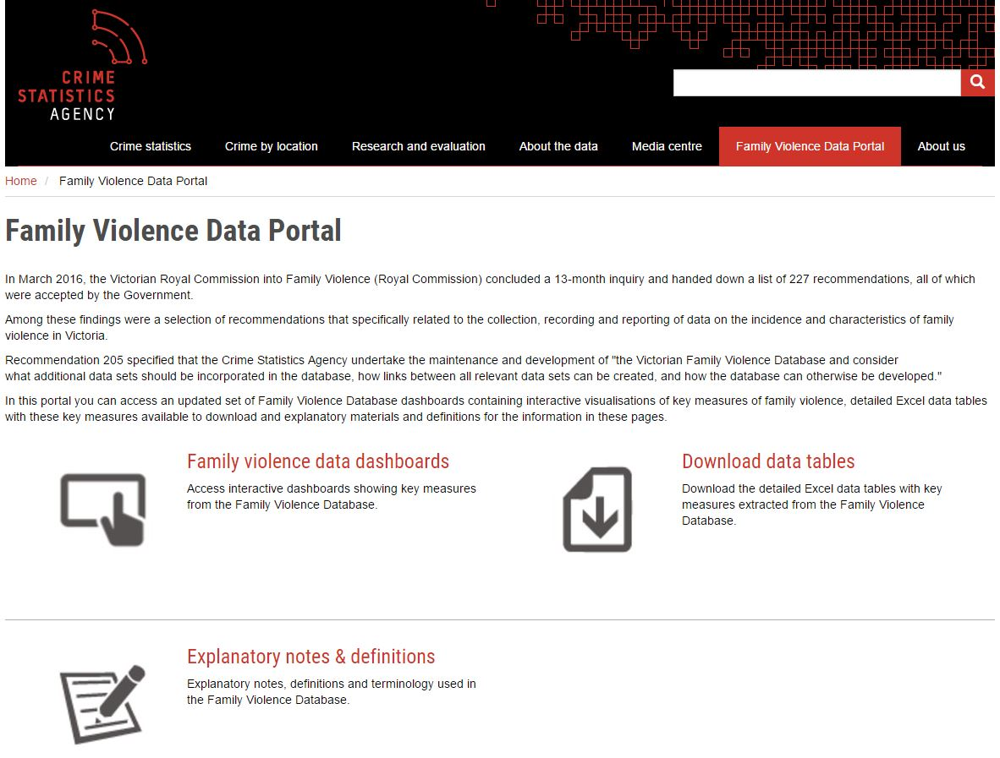 CRIME
STATISTICS
AGENCY
Crime statistics
Crime by location
Research and evaluation
About the data
Media centre
Family Violence Data Portal
About us
Home / Family Violence Data Portal
Family Violence Data Portal
In March 2016, the Victorian Royal Commission into Family Violence (Royal Commission) concluded a 13-month inquiry and handed down a list of 227 recommendations, all of which
were accepted by the Government.
Among these findings were a selection of recommendations that specifically related to the collection, recording and reporting of data on the incidence and characteristics of family
violence in Victoria.
Recommendation 205 specified that the Crime Statistics Agency undertake the maintenance and development of "the Victorian Family Violence Database and consider
what additional data sets should be incorporated in the database, how links between all relevant data sets can be created, and how the database can otherwise be developed."
In this portal you can access an updated set of Family Violence Database dashboards containing interactive visualisations of key measures of family violence, detailed Excel data tables
with these key measures available to download and explanatory materials and definitions for the information in these pages.
Family violence data dashboards
Access interactive dashboards showing key measures
from the Family Violence Database.
Download data tables
Download the detailed Excel data tables with key
measures extracted from the Family Violence
Database.
Explanatory notes & definitions
Explanatory notes, definitions and terminology used in
the Family Violence Database.